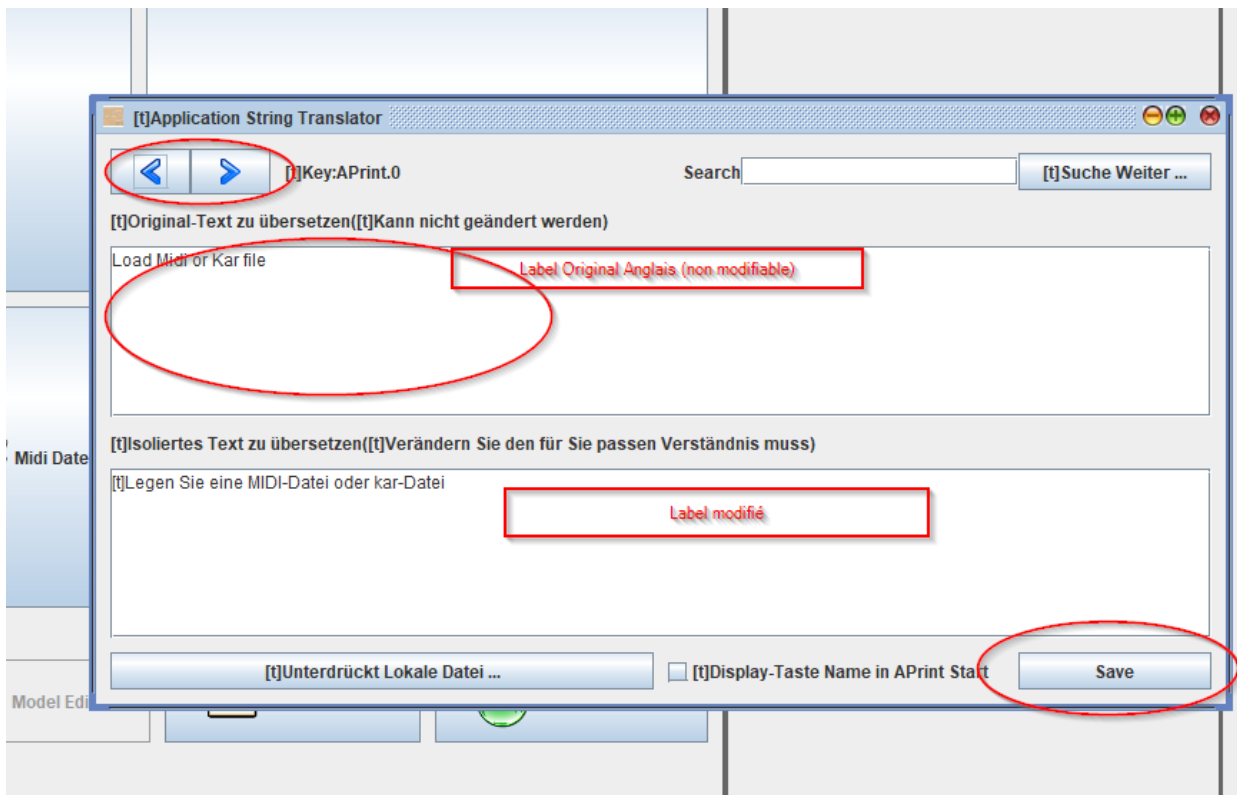 [t]Application String Translator
[t]Key:APrint.0
Search
[t]Suche Weiter ...
[t]Original-Text zu übersetzen([t]Kann nicht geändert werden)
Load Midi or Kar file
Label Original Anglais (non modifiable)
[t]Isoliertes Text zu übersetzen([t]Verändern Sie den für Sie passen Verständnis muss)
Midi Date
[t]Legen Sie eine MIDI-Datei oder kar-Datei
Label modifié
[t]Unterdrückt Lokale Datei ...
[t]Display-Taste Name in APrint Start
Save
Model Edi